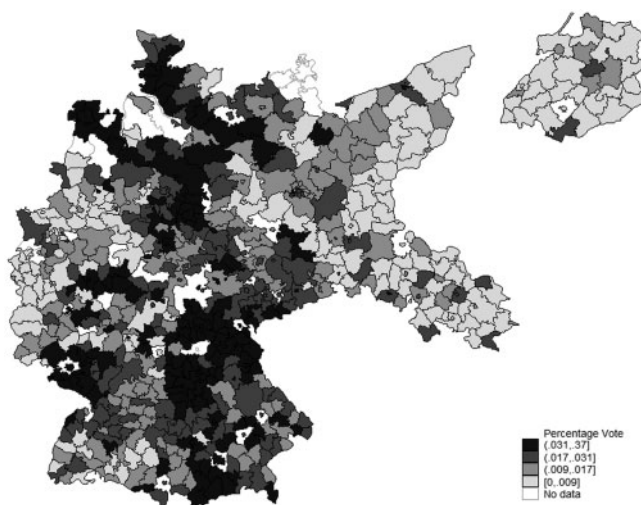 Percentage Vote
(.031,.37]
(.017,.031]
(.009,.017]
[0,.009]
No data